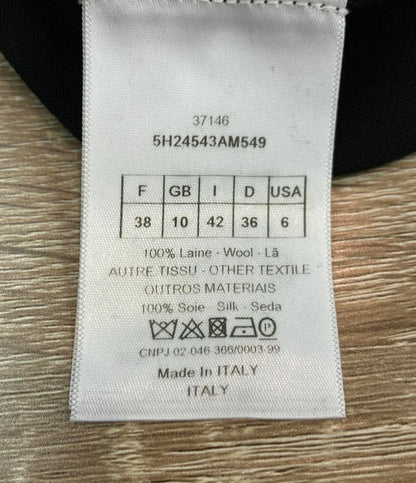 37146
5H24543AM549
F GB I D USA
38 10 42 36 6
100% Laine - Wool - Lã
AUTRE TISSU - OTHER TEXTILE
OUTROS MATERIAIS
100% Soie - Silk - Seda
P
CNPJ 02-046-366/0003-99
Made In ITALY
ITALY